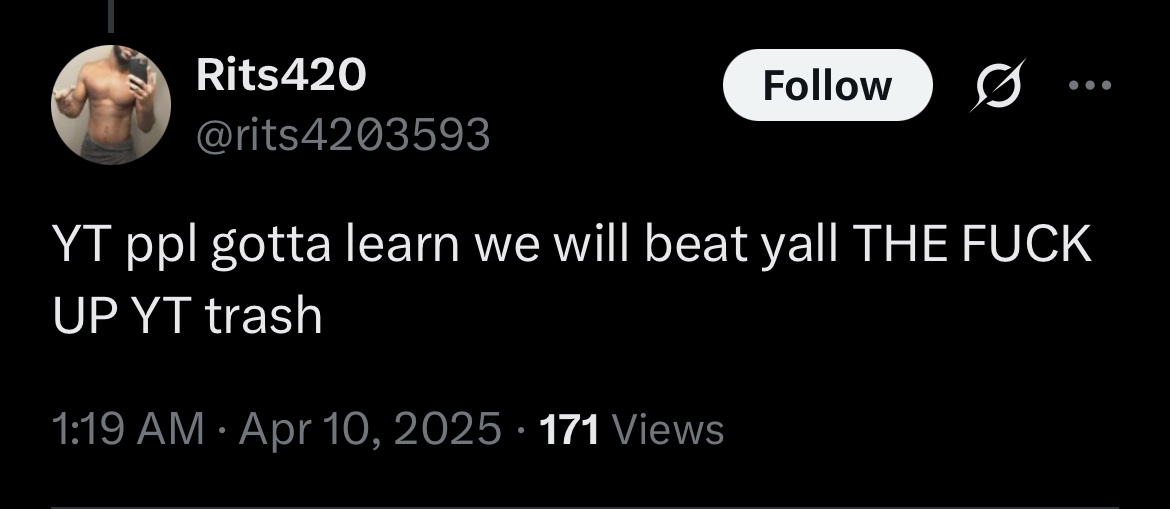 Rits420
Follow
@rits4203593
YT ppl gotta learn we will beat yall THE FUCK
UP YT trash
1:19 AM · Apr 10, 2025 · 171 Views